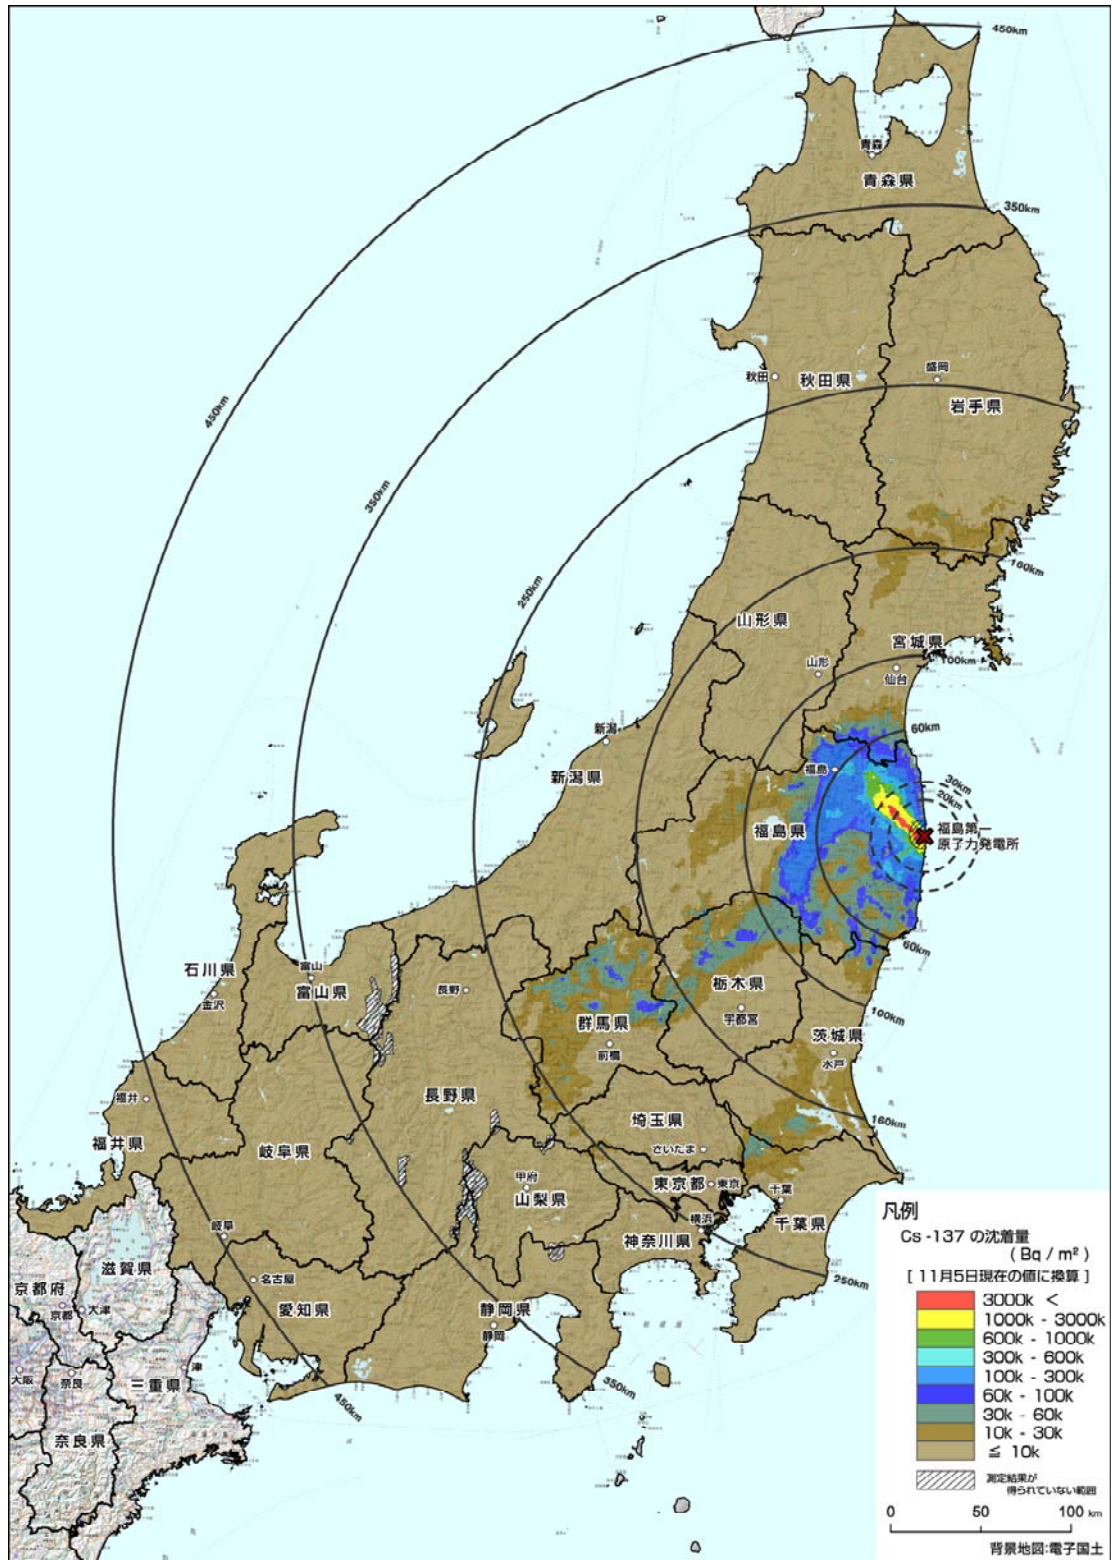 450km
青森
青森県
350km
450km
秋田
秋田県
盛岡
岩手県
350km
250km
160km
山形県
宮城県
100km
山形
仙台
新潟
60km
新潟県
福島
30km
20km
福島県
福島第一
原子力発電所
60km
石川県
富山
富山県
長野
栃木県
金沢
100km
群馬県
宇都宮
茨城県
前橋
水戸
長野県
福井
埼玉県
160km
福井県
岐阜県
さいたま
甲府
東京都
東京
千葉
山梨県
岐阜
横浜
千葉県
神奈川県
滋賀県
250km
名古屋
京都府
京都
大津
愛知県
静岡県
静岡
大阪
奈良
津
三重県
350km
450km
奈良県
凡例
Cs-137 の沈着量
( Bq / m² )
[ 11月5日現在の値に換算 ]
3000k <
1000k - 3000k
600k - 1000k
300k - 600k
100k - 300k
60k - 100k
30k - 60k
10k - 30k
≦ 10k
測定結果が
得られていない範囲
0 50 100 km
背景地図:電子国土